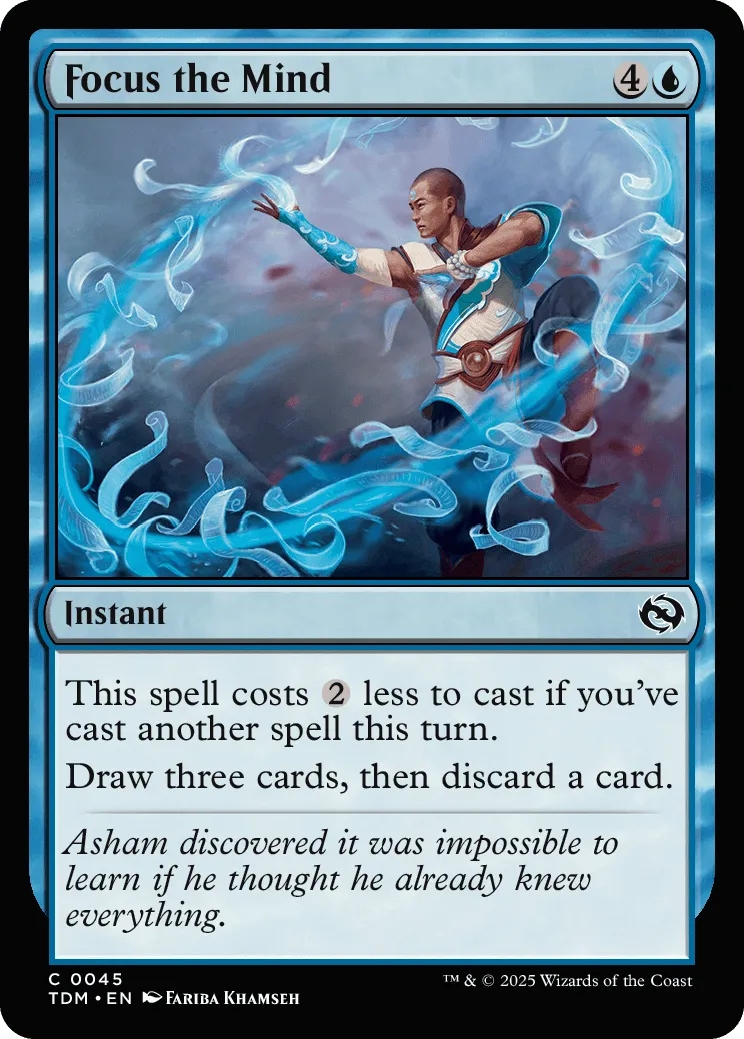 Focus the Mind 4
Instant
This spell costs 2 less to cast if you've
cast another spell this turn.
Draw three cards, then discard a card.
Asham discovered it was impossible to
learn if he thought he already knew
everything.
C 0045
TDM • EN Fariba Khamseh
™ & © 2025 Wizards of the Coast